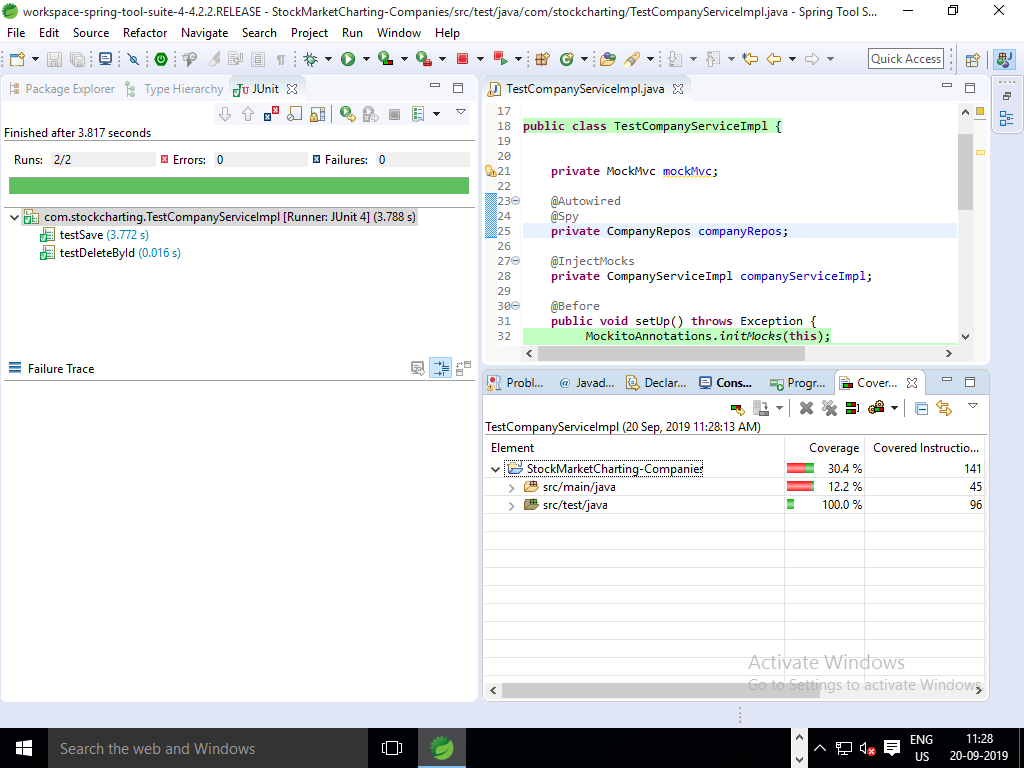 workspace-spring-tool-suite-4-4.2.2.RELEASE - StockMarketCharting-Companies/src/test/java/com/stockcharting/TestCompanyServiceImpl.java - Spring Tool S...
File Edit Source Refactor Navigate Search Project Run Window Help
Quick Access
Package Explorer Type Hierarchy JUnit
Finished after 3.817 seconds
Runs: 2/2 Errors: 0 Failures: 0
com.stockcharting.TestCompanyServiceImpl [Runner: JUnit 4] (3.788 s)
testSave (3.772 s)
testDeleteById (0.016 s)
Failure Trace
TestCompanyServiceImpl.java
17
18 public class TestCompanyServiceImpl {
19
20
21 private MockMvc mockMvc;
22
23 @Autowired
24 @Spy
25 private CompanyRepos companyRepos;
26
27 @InjectMocks
28 private CompanyServiceImpl companyServiceImpl;
29
30 @Before
31 public void setUp() throws Exception {
32 MockitoAnnotations.initMocks(this);
Probl... Javad... Declar... Cons... Progr... Cover...
TestCompanyServiceImpl (20 Sep, 2019 11:28:13 AM)
Element Coverage Covered Instructio...
StockMarketCharting-Companies 30.4 % 141
src/main/java 12.2 % 45
src/test/java 100.0 % 96
Activate Windows
Go to Settings to activate Windows.
Search the web and Windows
ENG
US
11:28
20-09-2019